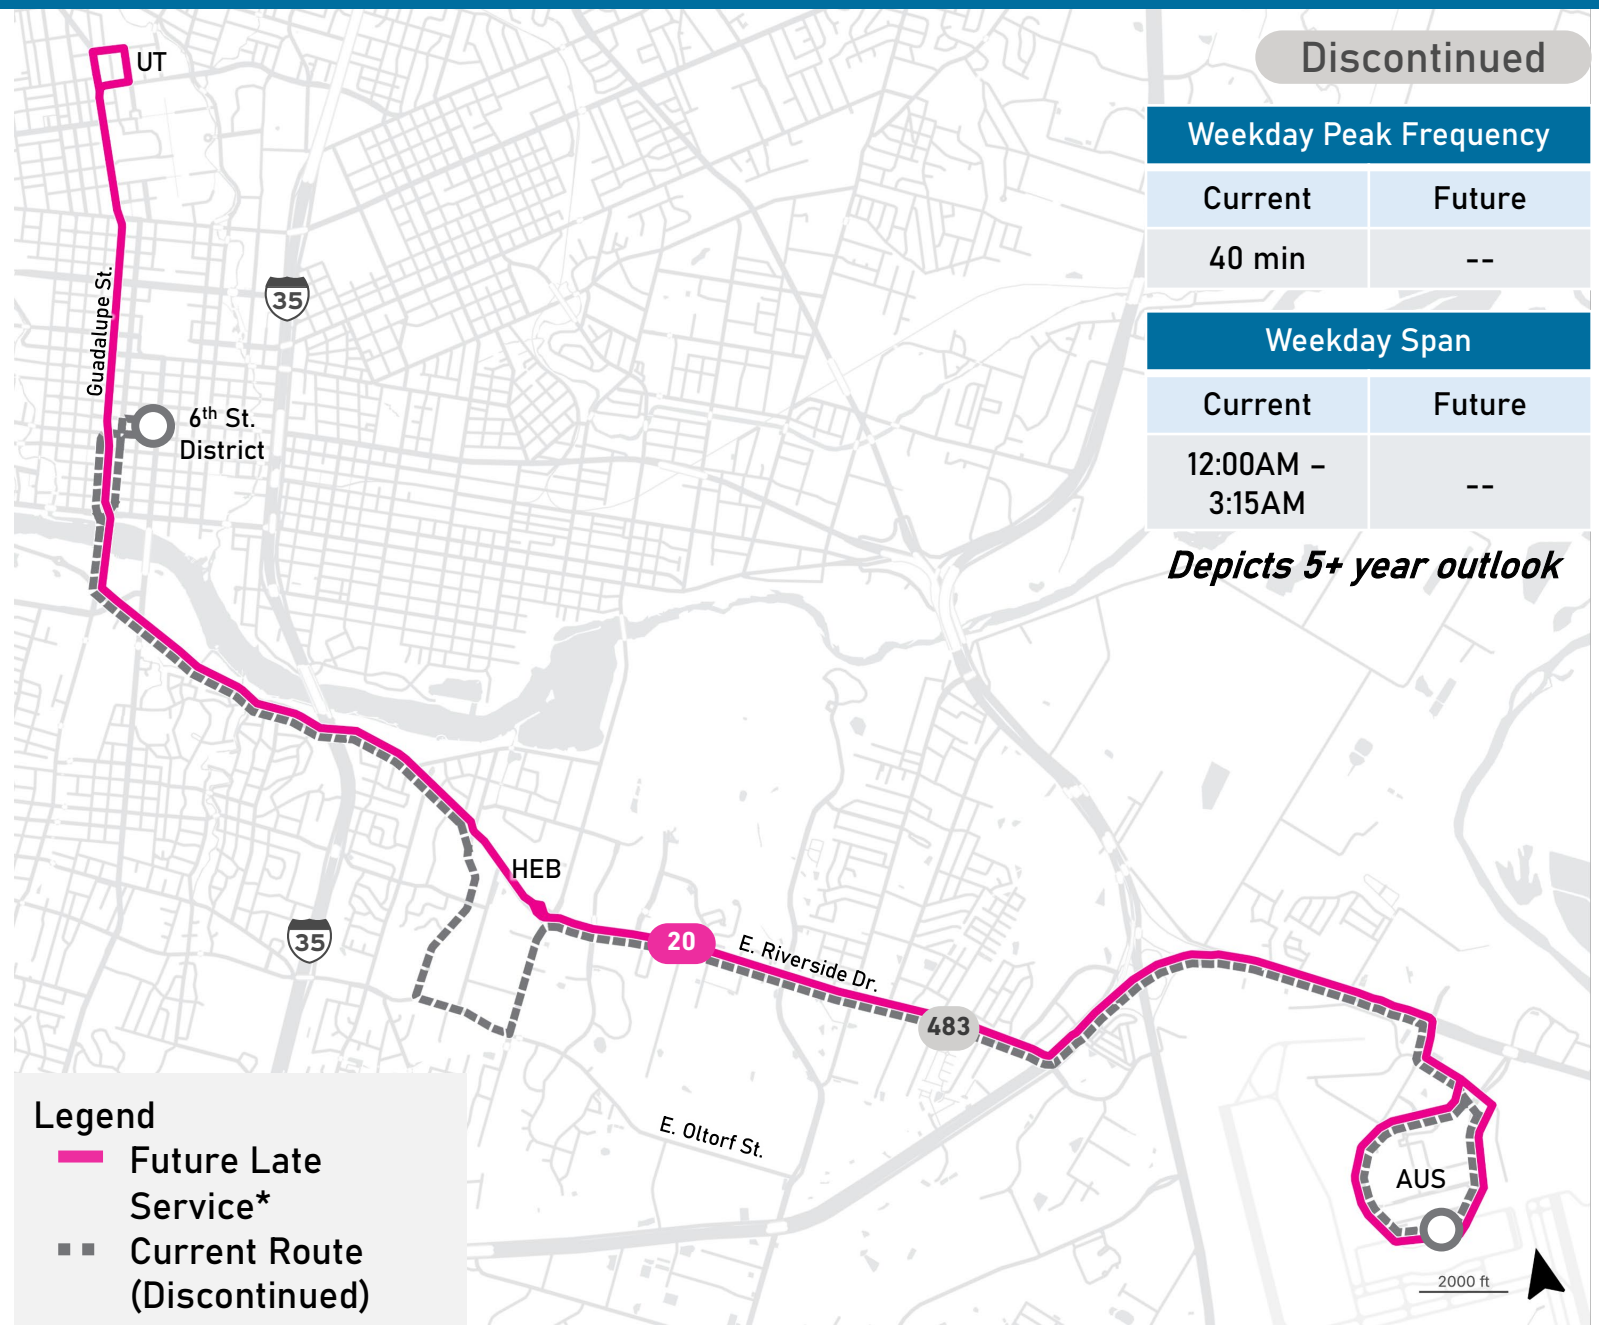 UT
Discontinued
Weekday Peak Frequency
Current Future
40 min --
Guadalupe St.
35
Weekday Span
Current Future
12:00AM –
3:15AM
--
6th St.
District
Depicts 5+ year outlook
HEB
20
E. Riverside Dr.
35
483
E. Oltorf St.
AUS
2000 ft
Legend
Future Late
Service*
Current Route
(Discontinued)